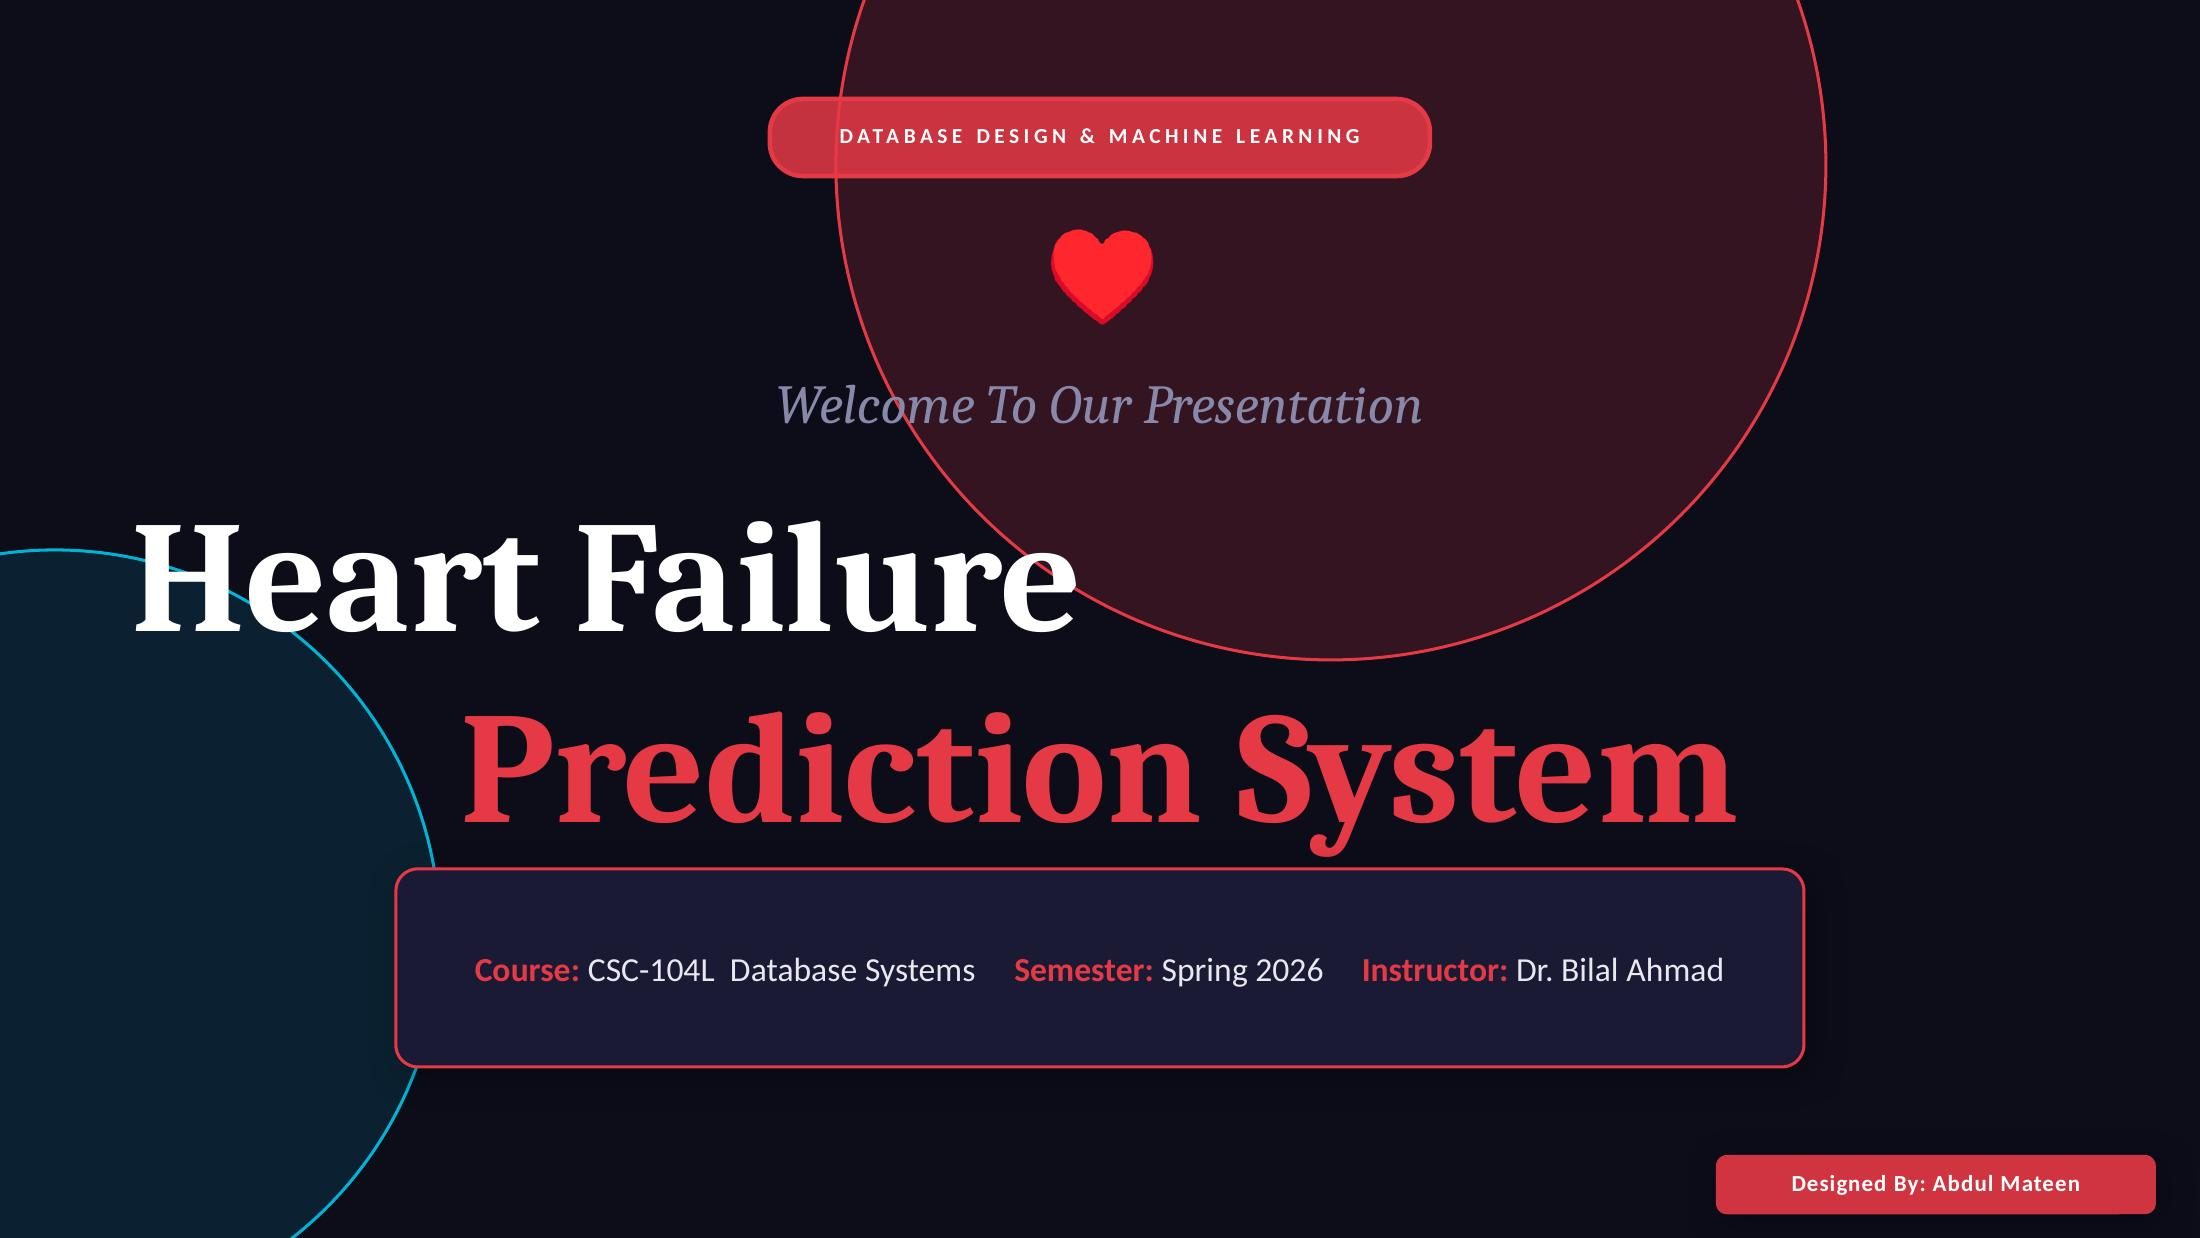 DATABASE DESIGN & MACHINE LEARNING
Welcome To Our Presentation
Heart Failure
Prediction System
Course: CSC-104L  Database Systems   Semester: Spring 2026   Instructor: Dr. Bilal Ahmad
Designed By: Abdul Mateen